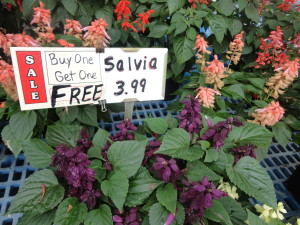 SALE
Buy One
Get One
FREE
Salvia
3.99